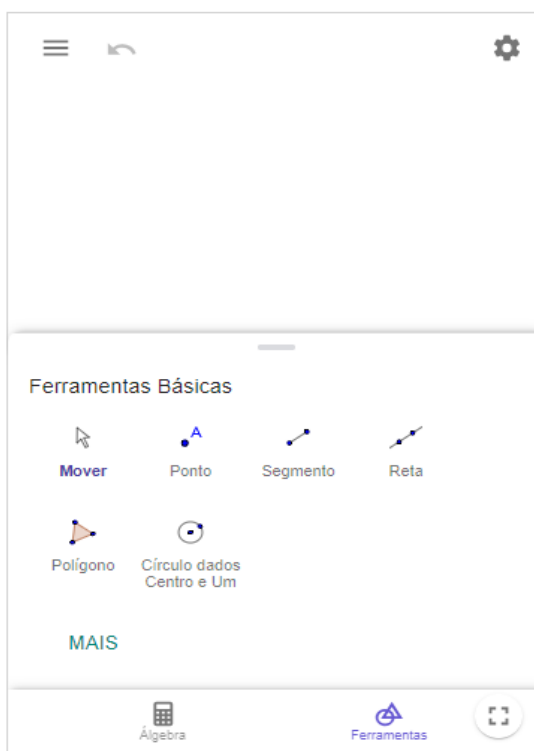 Ferramentas Básicas
A
Mover
Ponto
Segmento
Reta
Polígono
Círculo dados
Centro e Um
MAIS
Álgebra
Ferramentas